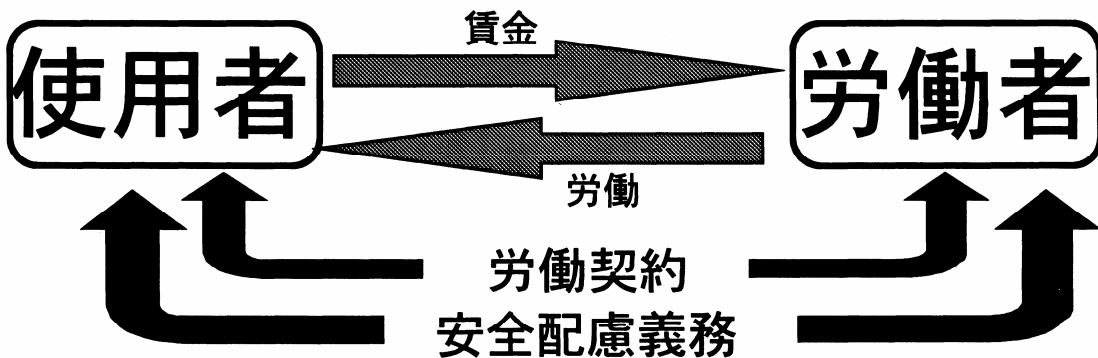 賃金
使用者
労働者
労働
労働契約
安全配慮義務